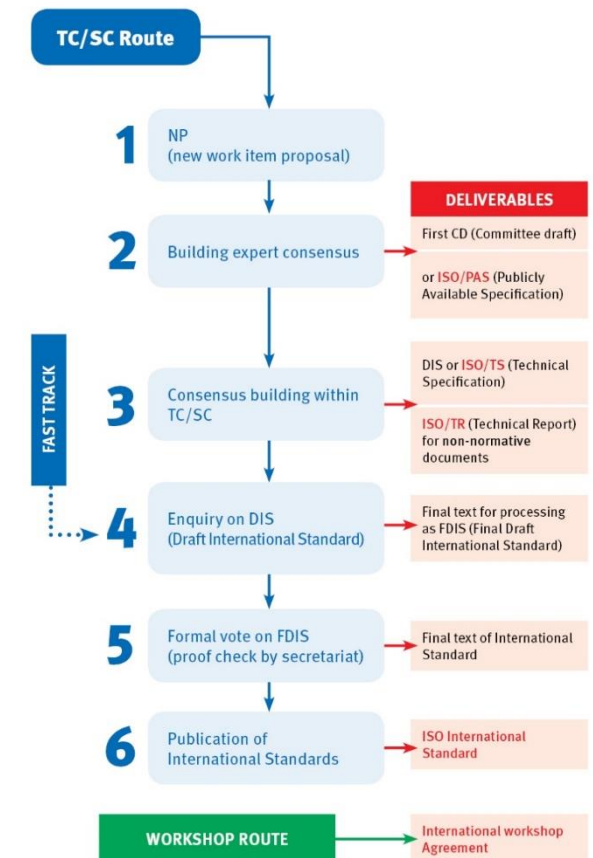 TC/SC Route
1
NP
(new work item proposal)
DELIVERABLES
2
Building expert consensus
First CD (Committee draft)
or ISO/PAS (Publicly
Available Specification)
FAST TRACK
3
Consensus building within
TC/SC
DIS or ISO/TS (Technical
Specification)
ISO/TR (Technical Report)
for non-normative
documents
4
Enquiry on DIS
(Draft International Standard)
Final text for processing
as FDIS (Final Draft
International Standard)
5
Formal vote on FDIS
(proof check by secretariat)
Final text of International
Standard
6
Publication of
International Standards
ISO International
Standard
WORKSHOP ROUTE
International workshop
Agreement